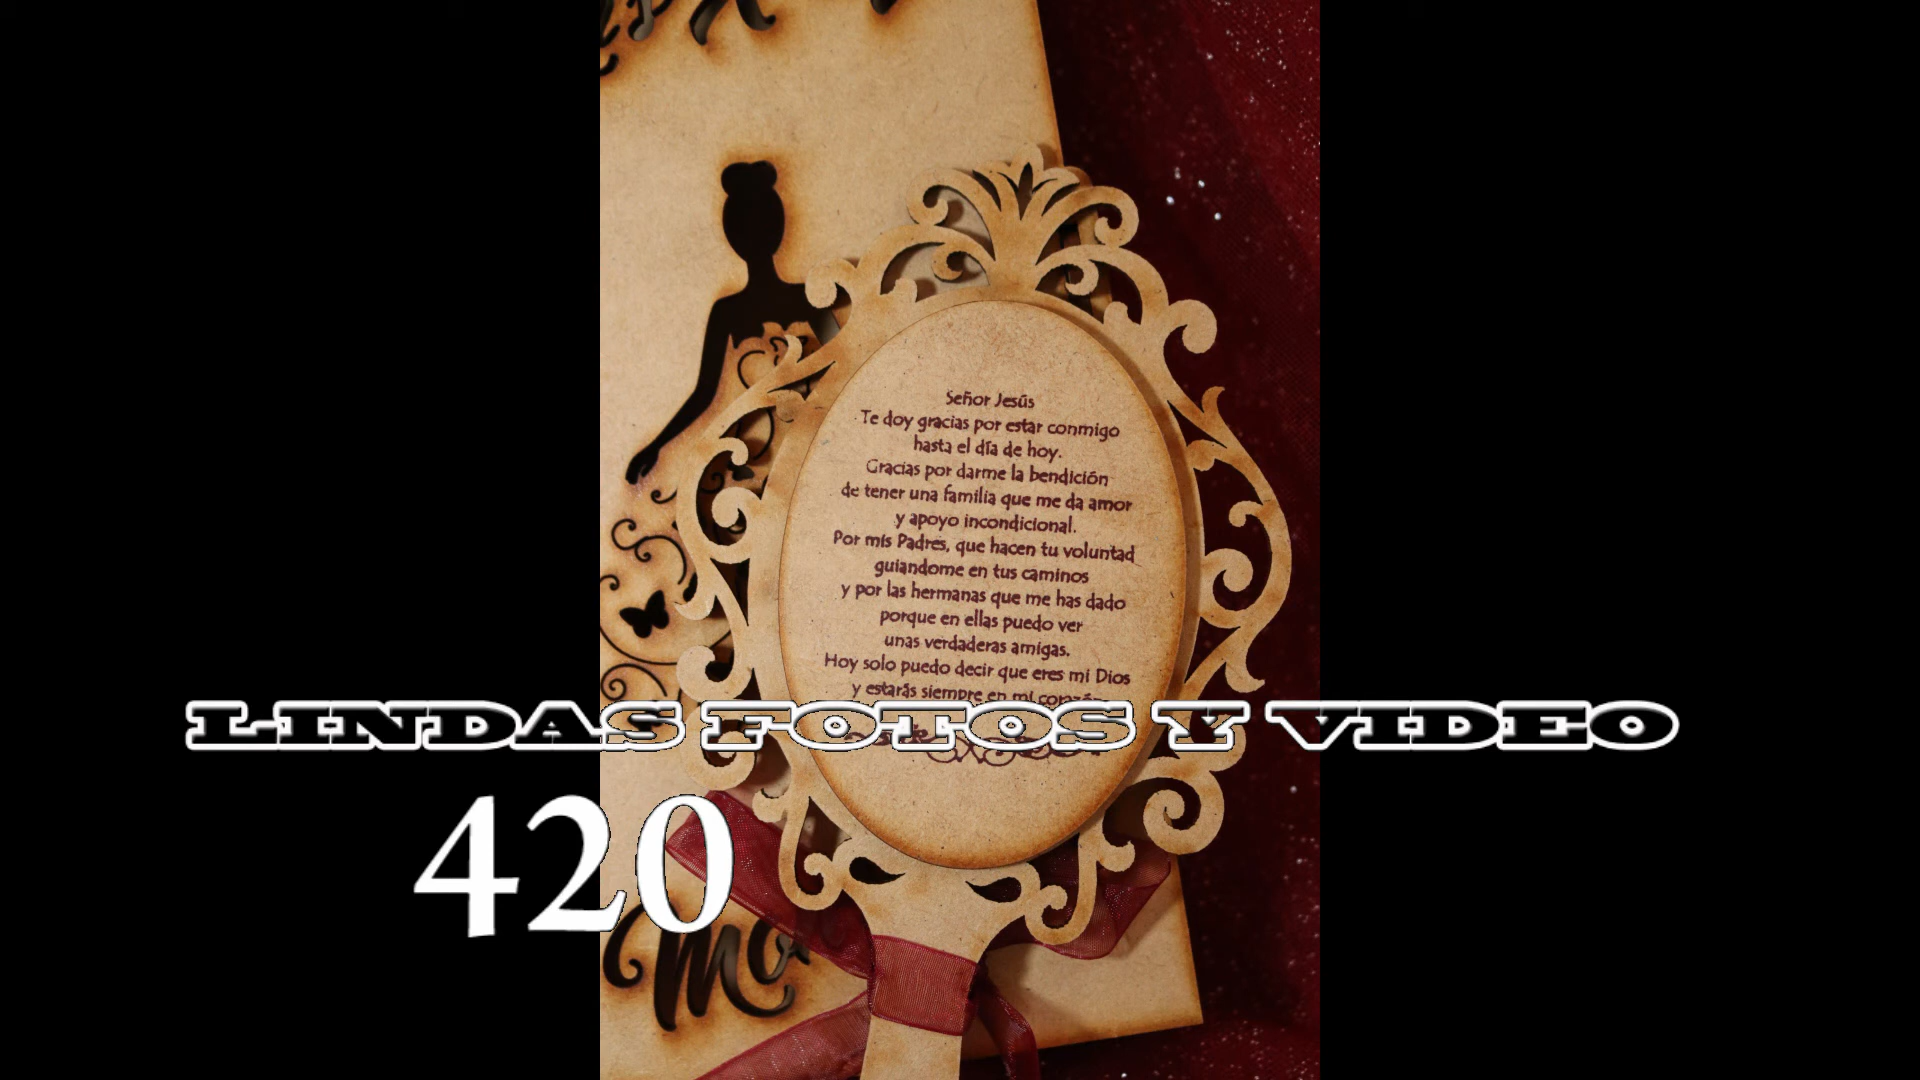 Señor Jesús
Te doy gracias por estar conmigo
hasta el día de hoy.
Gracias por darme la bendición
de tener una familia que me da amor
y apoyo incondicional.
Por mis Padres, que hacen tu voluntad
guiandome en tus caminos
y por las hermanas que me has dado
porque en ellas puedo ver
unas verdaderas amigas.
Hoy solo puedo decir que eres mi Dios
y estarás siempre en mi corazón
LINDAS FOTOS Y VIDEO
420